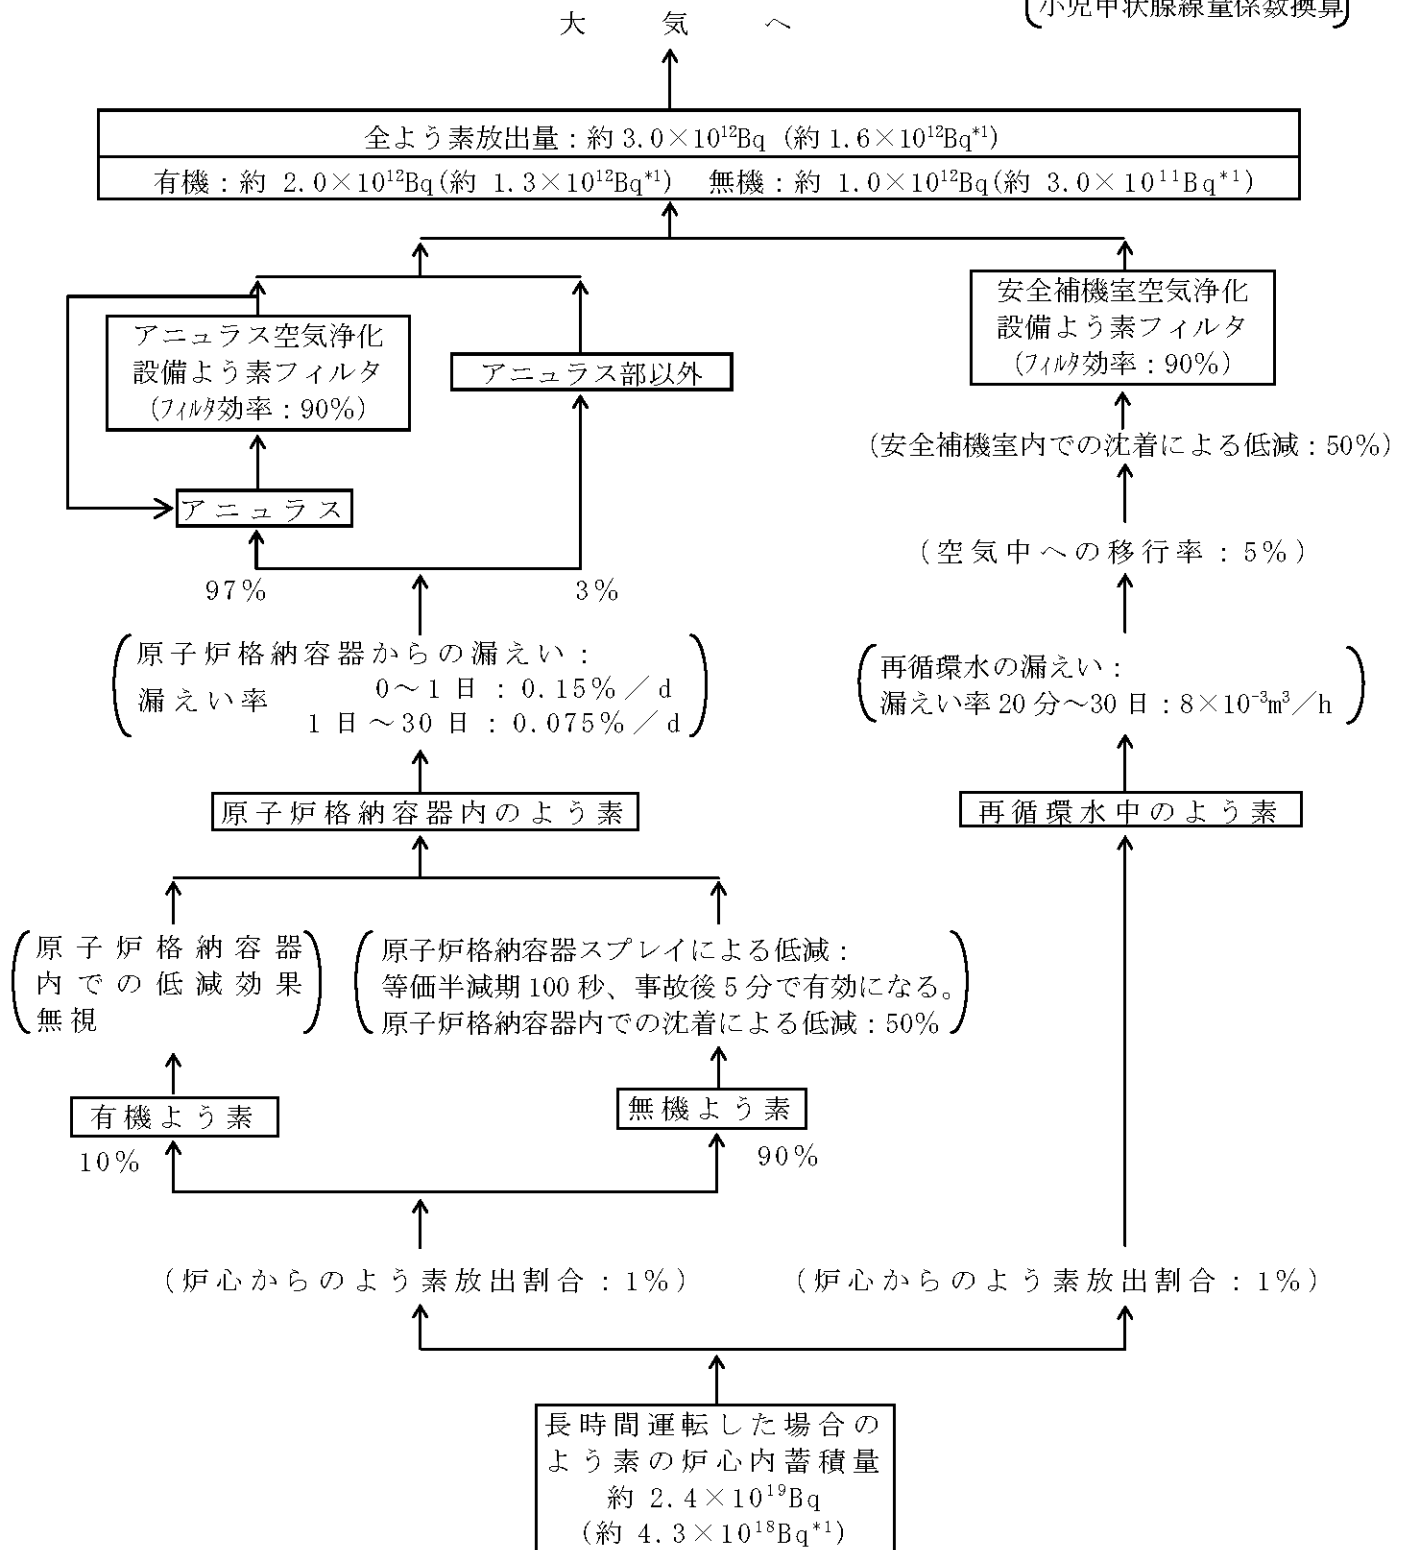 小児甲状腺線量係数換算
大気へ
全よう素放出量：約 3.0×10¹²Bq (約 1.6×10¹²Bq*¹)
有機：約 2.0×10¹²Bq(約 1.3×10¹²Bq*¹) 無機：約 1.0×10¹²Bq(約 3.0×10¹¹Bq*¹)
アニュラス空気浄化
設備よう素フィルタ
(フィルタ効率：90%)
アニュラス部以外
安全補機室空気浄化
設備よう素フィルタ
(フィルタ効率：90%)
(安全補機室内での沈着による低減：50%)
アニュラス
(空気中への移行率：5%)
97%
3%
原子炉格納容器からの漏えい：
漏えい率 0～1日：0.15%／d
1日～30日：0.075%／d
再循環水の漏えい：
漏えい率 20分～30日：8×10⁻³m³／h
原子炉格納容器内のよう素
再循環水中のよう素
原子炉格納容器
内での低減効果
無視
原子炉格納容器スプレイによる低減：
等価半減期100秒、事故後5分で有効になる。
原子炉格納容器内での沈着による低減：50%
有機よう素
無機よう素
10%
90%
(炉心からのよう素放出割合：1%)
(炉心からのよう素放出割合：1%)
長時間運転した場合の
よう素の炉心内蓄積量
約 2.4×10¹⁹Bq
(約 4.3×10¹⁸Bq*¹)